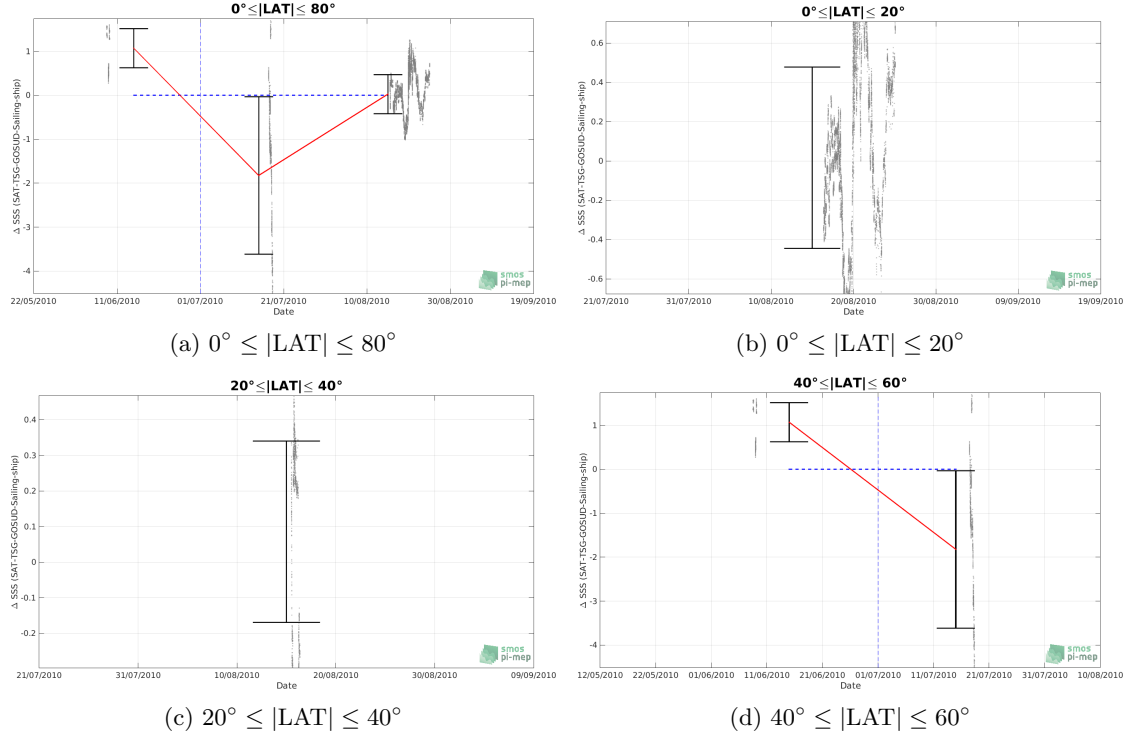 0°≤|LAT|≤ 80°
Δ SSS (SAT-TSG-GOSUD-Sailing-ship)
1
0
-1
-2
-3
-4
22/05/2010 11/06/2010 01/07/2010 21/07/2010 10/08/2010 30/08/2010 19/09/2010
Date
smos
pi-mep
(a) 0° ≤ |LAT| ≤ 80°
0°≤|LAT|≤ 20°
Δ SSS (SAT-TSG-GOSUD-Sailing-ship)
0.6
0.4
0.2
0
-0.2
-0.4
-0.6
21/07/2010 31/07/2010 10/08/2010 20/08/2010 30/08/2010 09/09/2010 19/09/2010
Date
smos
pi-mep
(b) 0° ≤ |LAT| ≤ 20°
20°≤|LAT|≤ 40°
Δ SSS (SAT-TSG-GOSUD-Sailing-ship)
0.4
0.3
0.2
0.1
0
-0.1
-0.2
21/07/2010 31/07/2010 10/08/2010 20/08/2010 30/08/2010 09/09/2010
Date
smos
pi-mep
(c) 20° ≤ |LAT| ≤ 40°
40°≤|LAT|≤ 60°
Δ SSS (SAT-TSG-GOSUD-Sailing-ship)
1
0
-1
-2
-3
-4
12/05/2010 22/05/2010 01/06/2010 11/06/2010 21/06/2010 01/07/2010 11/07/2010 21/07/2010 31/07/2010 10/08/2010
Date
smos
pi-mep
(d) 40° ≤ |LAT| ≤ 60°